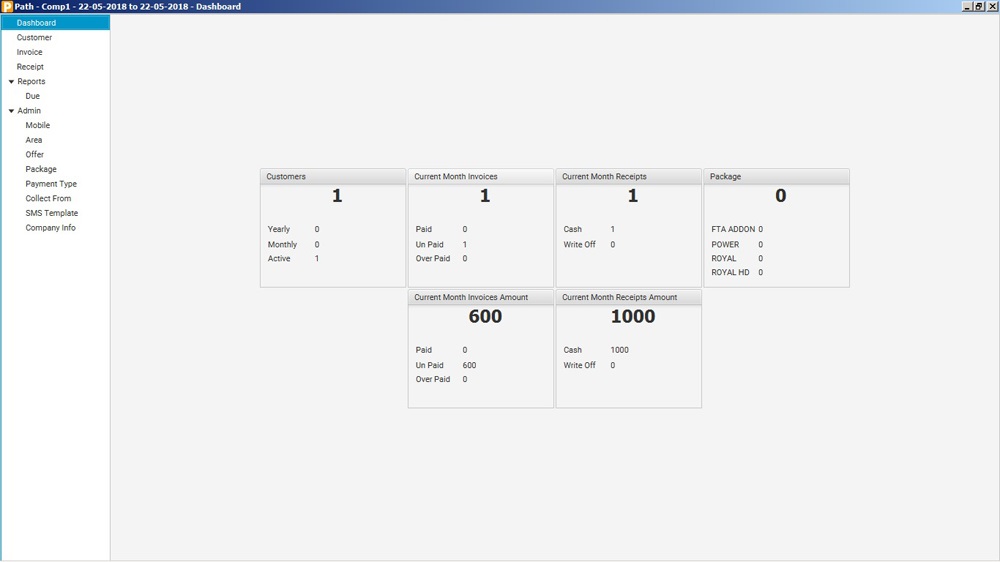 P Path - Comp1 - 22-05-2018 to 22-05-2018 - Dashboard
Dashboard
Customer
Invoice
Receipt
Reports
Due
Admin
Mobile
Area
Offer
Package
Payment Type
Collect From
SMS Template
Company Info
Customers
1
Yearly 0
Monthly 0
Active 1
Current Month Invoices
1
Paid 0
Un Paid 1
Over Paid 0
Current Month Receipts
1
Cash 1
Write Off 0
Package
0
FTA ADDON 0
POWER 0
ROYAL 0
ROYAL HD 0
Current Month Invoices Amount
600
Paid 0
Un Paid 600
Over Paid 0
Current Month Receipts Amount
1000
Cash 1000
Write Off 0